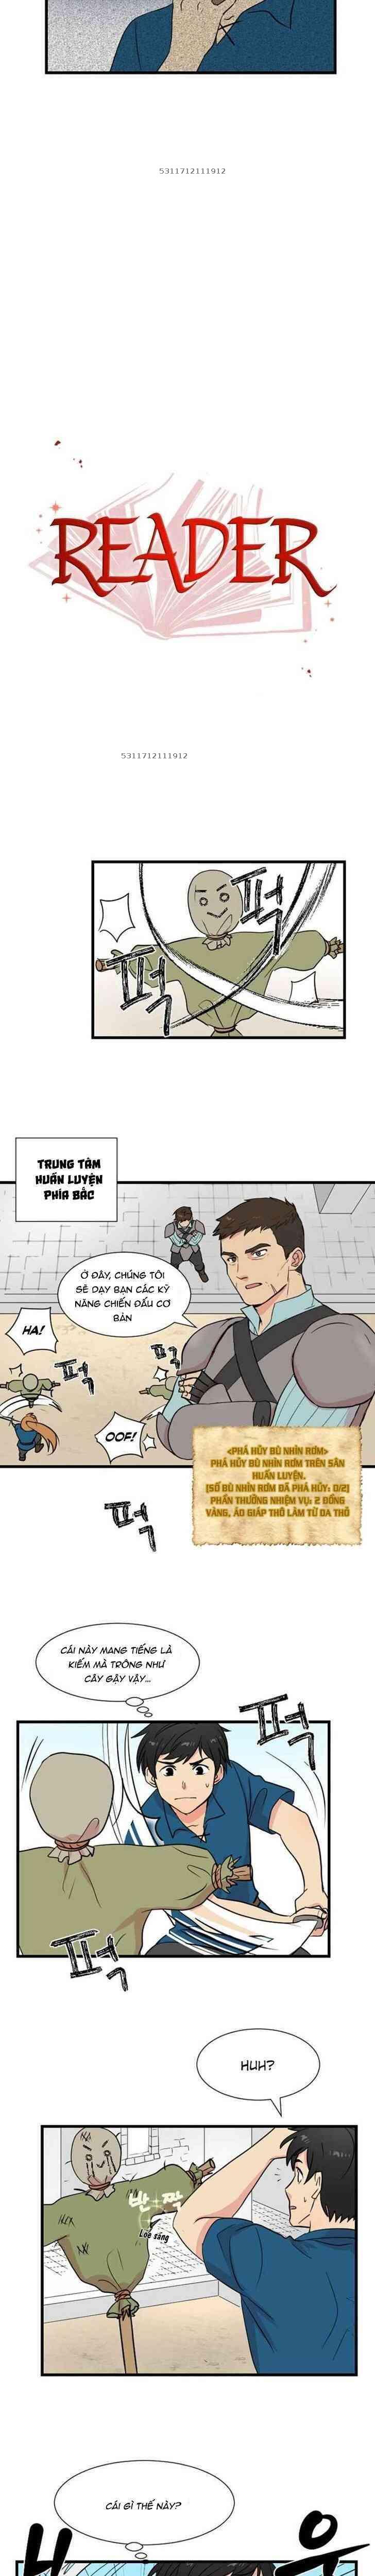 5311712111912
READER
5311712111912
퍽
퍽
TRUNG TÂM
HUẤN LUYỆN
PHÍA BẮC
Ở ĐÂY, CHÚNG TÔI
SẼ DẠY BẠN CÁC KỸ
NĂNG CHIẾN ĐẤU CƠ
BẢN
HA!
퍽
퍽
OOF!
<PHÁ HỦY BÙ NHÌN RƠM>
PHÁ HỦY BÙ NHÌN RƠM TRÊN SÂN
HUẤN LUYỆN.
[SỐ BÙ NHÌN RƠM ĐÃ PHÁ HỦY: 0/2]
PHẦN THƯỞNG NHIỆM VỤ: 2 ĐỒNG
VÀNG, ÁO GIÁP THÔ LÀM TỪ DA THỎ
퍽
CÁI NÀY MANG TIẾNG LÀ
KIẾM MÀ TRÔNG NHƯ
CÂY GẬY VẬY...
퍽
퍽
HUH?
반짝
Lóe sáng
CÁI GÌ THẾ NÀY?